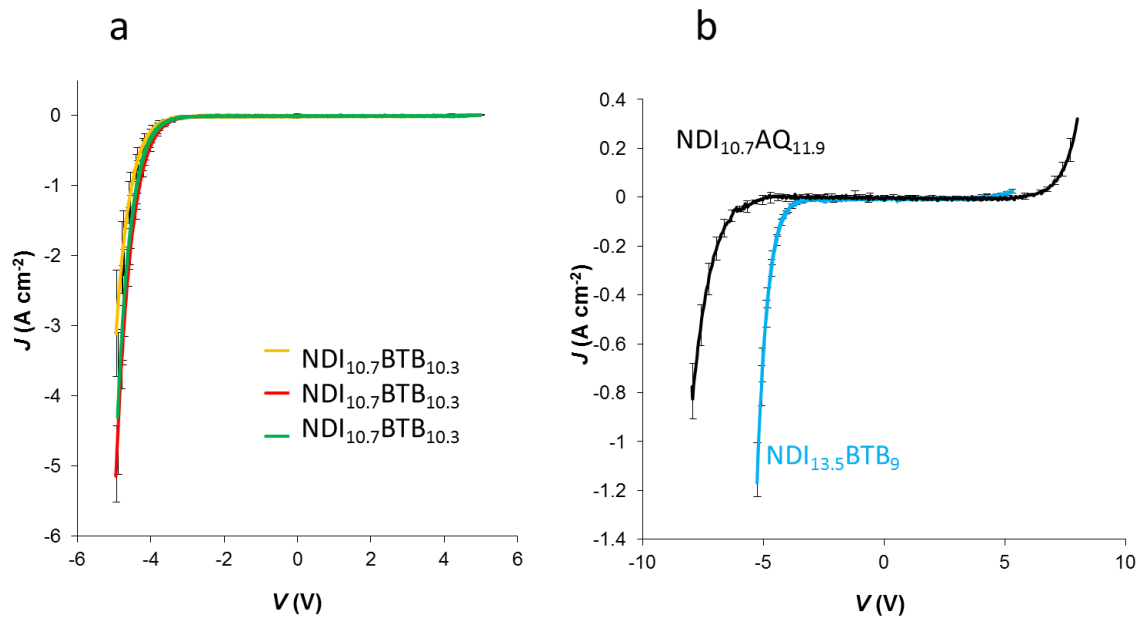 a
0
-1
-2
-3
-4
-5
-6
-6
-4
-2
0
2
4
6
J (A cm⁻²)
V (V)
NDI₁₀.₇BTB₁₀.₃
NDI₁₀.₇BTB₁₀.₃
NDI₁₀.₇BTB₁₀.₃
b
0.4
0.2
0
-0.2
-0.4
-0.6
-0.8
-1
-1.2
-1.4
-10
-5
0
5
10
J (A cm⁻²)
V (V)
NDI₁₀.₇AQ₁₁.₉
NDI₁₃.₅BTB₉